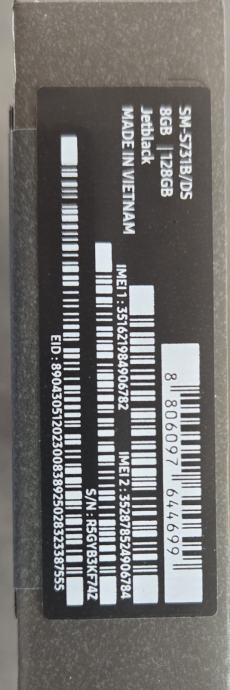 SM-S731B/DS
8GB | 128GB
Jetblack
MADE IN VIETNAM
8 806097 644699
IMEI 1 : 351621984906782 IMEI 2 : 352878524906784
S/N : R5GYB3KF74Z
EID : 89043051202300838925028323387555